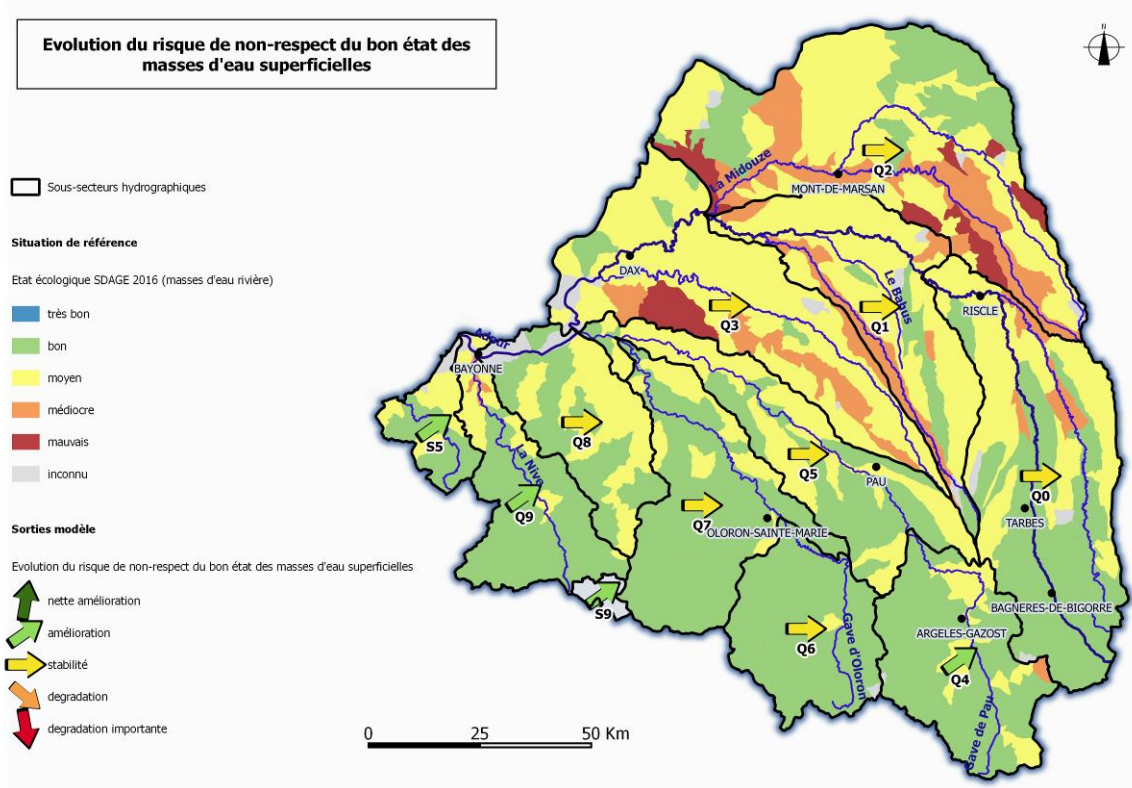 Evolution du risque de non-respect du bon état des
masses d'eau superficielles
N
Sous-secteurs hydrographiques
Situation de référence
Etat écologique SDAGE 2016 (masses d'eau rivière)
très bon
bon
moyen
médiocre
mauvais
inconnu
Sorties modèle
Evolution du risque de non-respect du bon état des masses d'eau superficielles
nette amélioration
amélioration
stabilité
degradation
degradation importante
La Midouze
Q2
MONT-DE-MARSAN
DAX
Le Bahus
RISCLE
Q3
Q1
Adour
BAYONNE
S5
Q8
La Nive
Q5
PAU
Q0
Q9
Q7
TARBES
OLORON-SAINTE-MARIE
S9
BAGNERES-DE-BIGORRE
ARGELES-GAZOST
Q6
Gave d'Oloron
Q4
Gave de Pau
0
25
50 Km